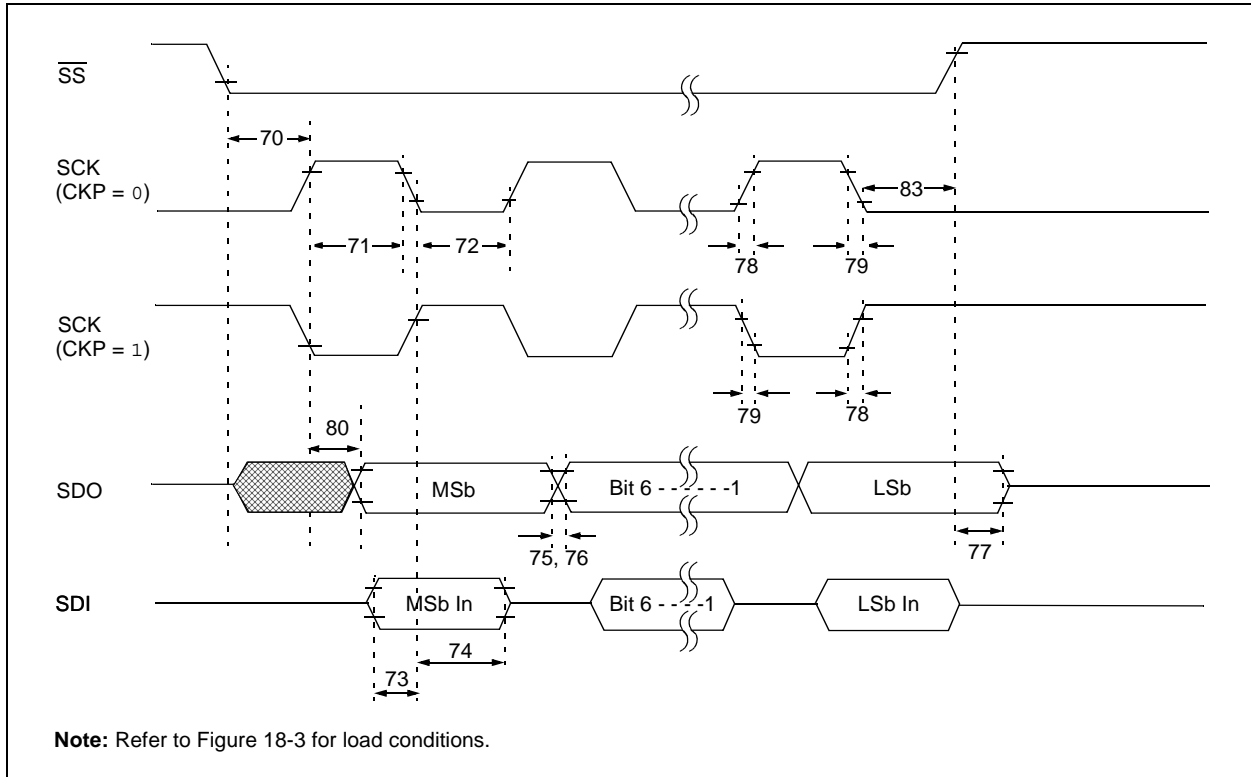 SS
70
SCK
(CKP = 0)
83
71
72
78
79
SCK
(CKP = 1)
79
78
80
SDO
MSb
Bit 6 - - - - - -1
LSb
75, 76
77
SDI
MSb In
Bit 6 - - - -1
LSb In
74
73
Note: Refer to Figure 18-3 for load conditions.